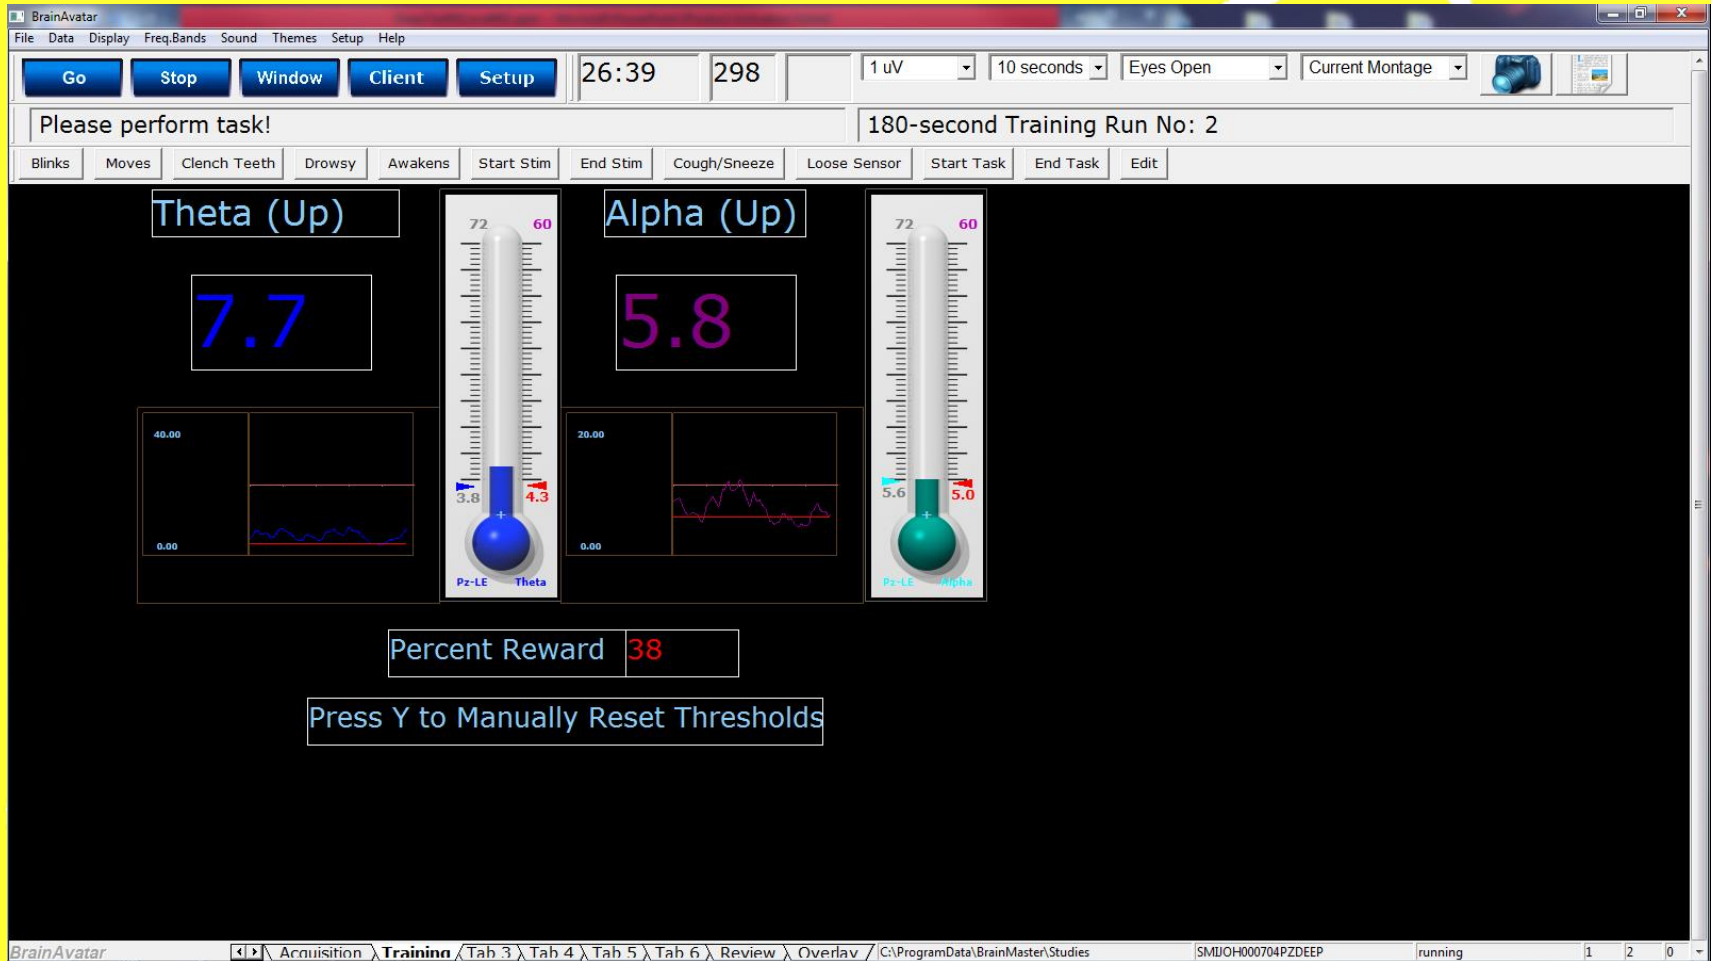 BrainAvatar
File Data Display Freq.Bands Sound Themes Setup Help
Go Stop Window Client Setup 26:39 298 1 uV 10 seconds Eyes Open Current Montage
Please perform task! 180-second Training Run No: 2
Blinks Moves Clench Teeth Drowsy Awakens Start Stim End Stim Cough/Sneeze Loose Sensor Start Task End Task Edit
Theta (Up) Alpha (Up)
72 60 72 60
7.7 5.8
40.00 20.00
3.8 4.3 5.6 5.0
0.00 0.00
Pz-LE Theta Pz-LE Alpha
Percent Reward 38
Press Y to Manually Reset Thresholds
BrainAvatar Acquisition Training Tab 3 Tab 4 Tab 5 Tab 6 Review Overlay C:\ProgramData\BrainMaster\Studies SMIJOH000704PZDEEP running 1 2 0